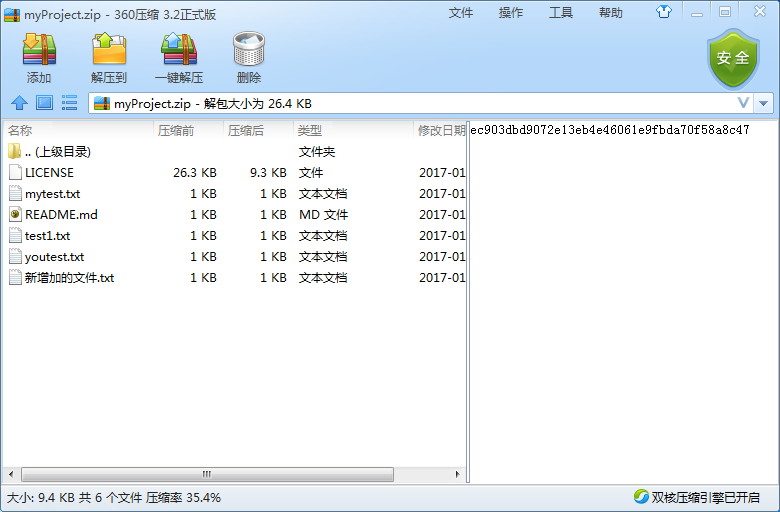 myProject.zip - 360压缩 3.2正式版
文件 操作 工具 帮助
添加 解压到 一键解压 删除
安全
myProject.zip - 解包大小为 26.4 KB
名称 压缩前 压缩后 类型 修改日期
.. (上级目录) 文件夹
LICENSE 26.3 KB 9.3 KB 文件 2017-01
mytest.txt 1 KB 1 KB 文本文档 2017-01
README.md 1 KB 1 KB MD 文件 2017-01
test1.txt 1 KB 1 KB 文本文档 2017-01
youtest.txt 1 KB 1 KB 文本文档 2017-01
新增加的文件.txt 1 KB 1 KB 文本文档 2017-01
ec903dbd9072e13eb4e46061e9fbda70f58a8c47
大小: 9.4 KB 共 6 个文件 压缩率 35.4%
双核压缩引擎已开启